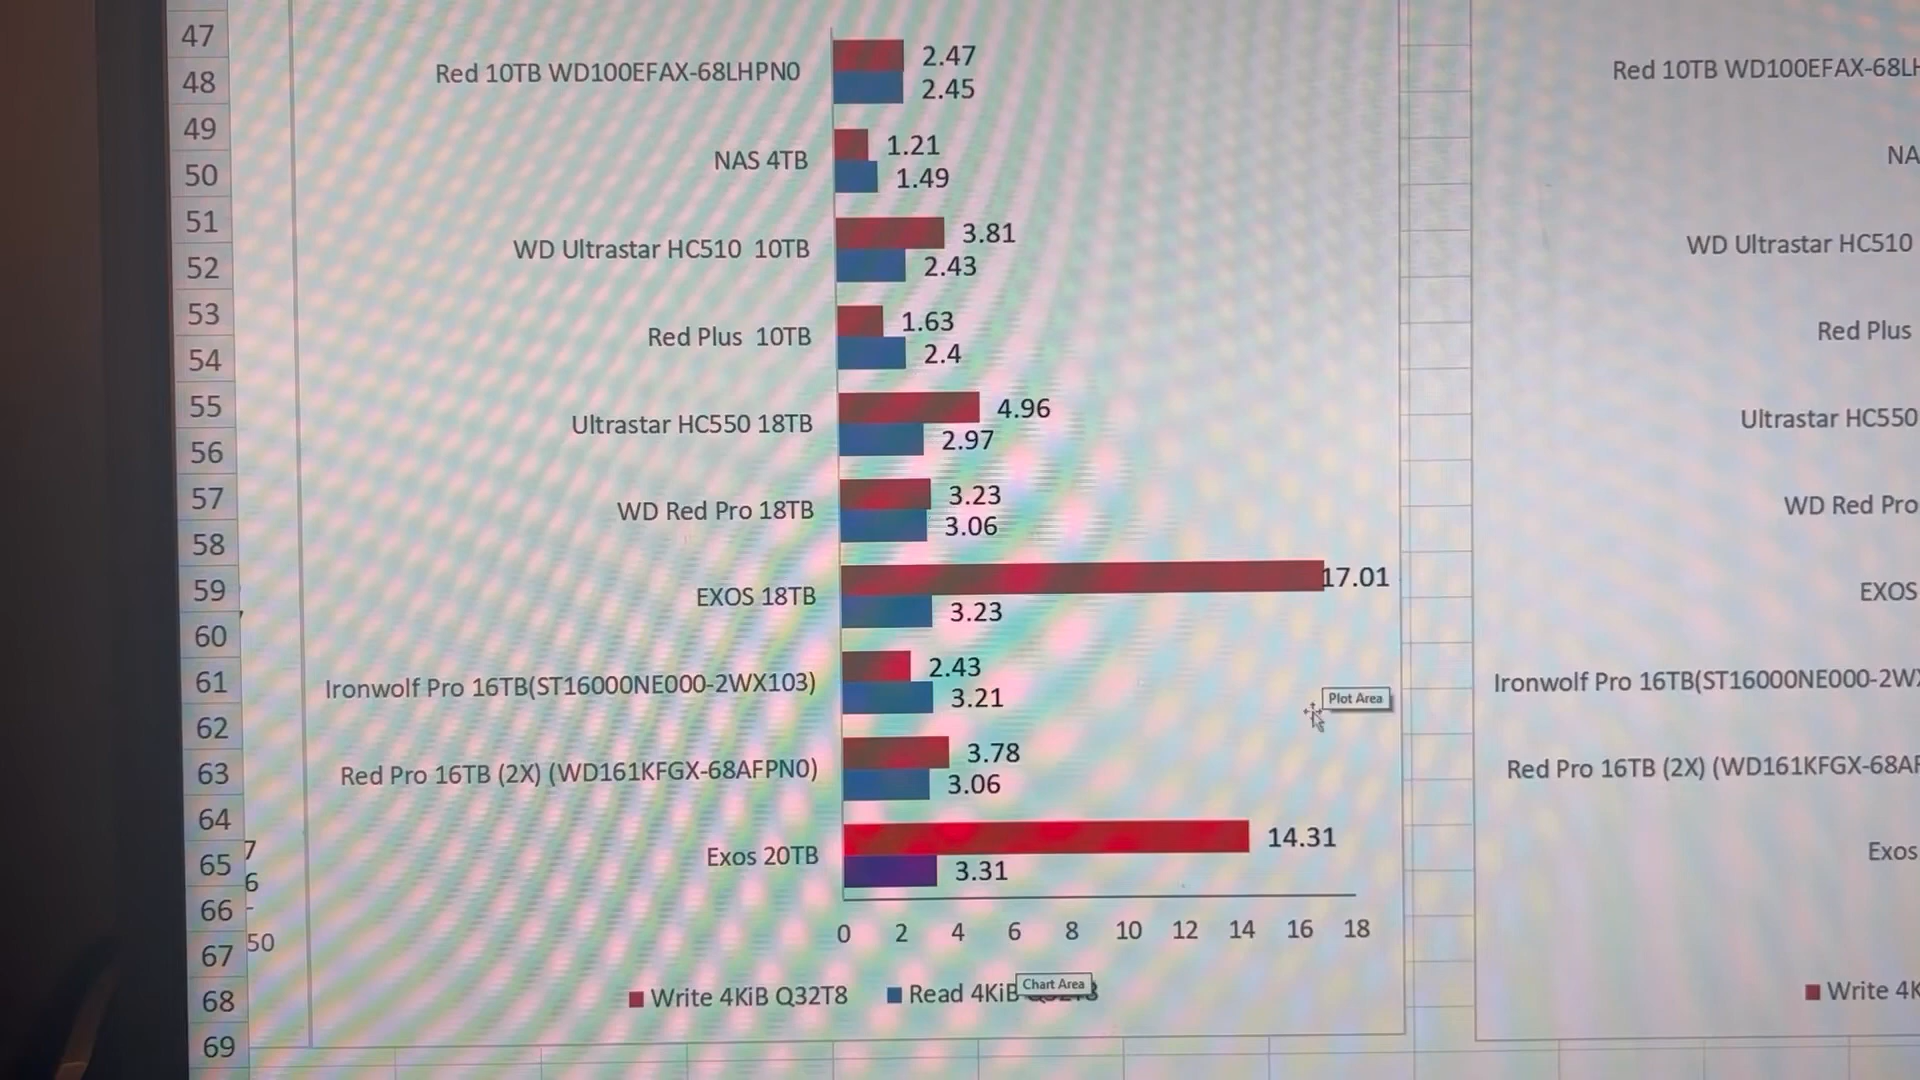 47
48
49
50
51
52
53
54
55
56
57
58
59
60
61
62
63
64
65
66
67
68
69
7
6
-
50
Red 10TB WD100EFAX-68LHPN0
2.47
2.45
NAS 4TB
1.21
1.49
WD Ultrastar HC510 10TB
3.81
2.43
Red Plus 10TB
1.63
2.4
Ultrastar HC550 18TB
4.96
2.97
WD Red Pro 18TB
3.23
3.06
EXOS 18TB
17.01
3.23
Ironwolf Pro 16TB(ST16000NE000-2WX103)
2.43
3.21
Plot Area
Red Pro 16TB (2X) (WD161KFGX-68AFPN0)
3.78
3.06
Exos 20TB
14.31
3.31
0 2 4 6 8 10 12 14 16 18
Write 4KiB Q32T8 Read 4KiB
Chart Area
Red 10TB WD100EFAX-68LH
NA
WD Ultrastar HC510
Red Plus
Ultrastar HC550
WD Red Pro
EXOS
Ironwolf Pro 16TB(ST16000NE000-2W
Red Pro 16TB (2X) (WD161KFGX-68AF
Exos
Write 4K